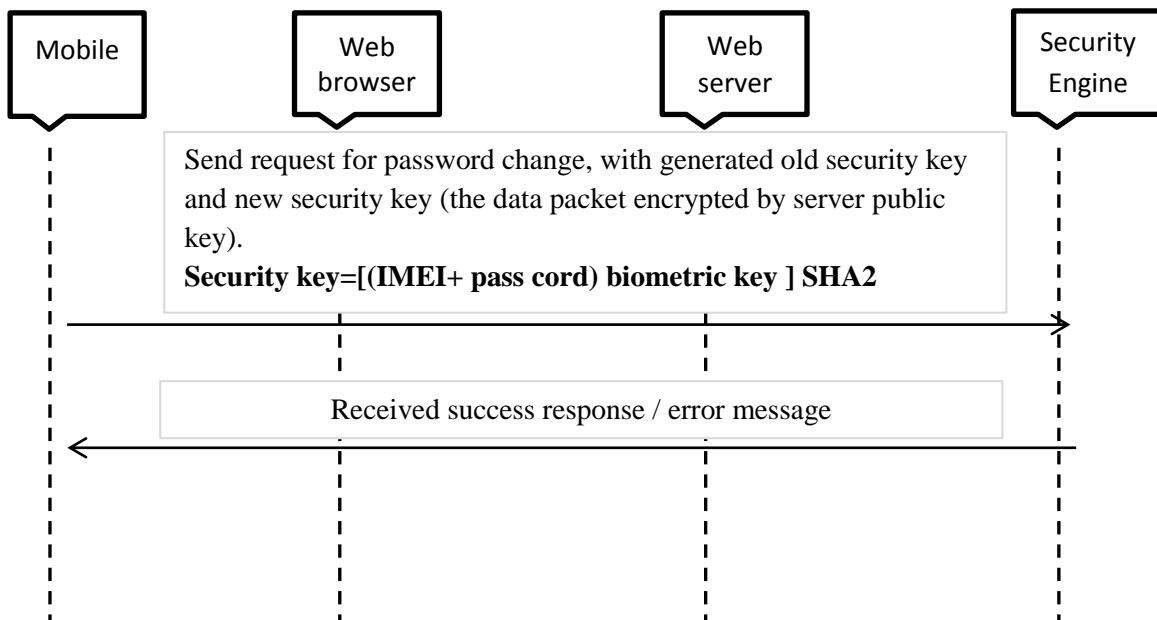 Mobile
Web
browser
Web
server
Security
Engine
Send request for password change, with generated old security key
and new security key (the data packet encrypted by server public
key).
Security key=[(IMEI+ pass cord) biometric key ] SHA2
Received success response / error message